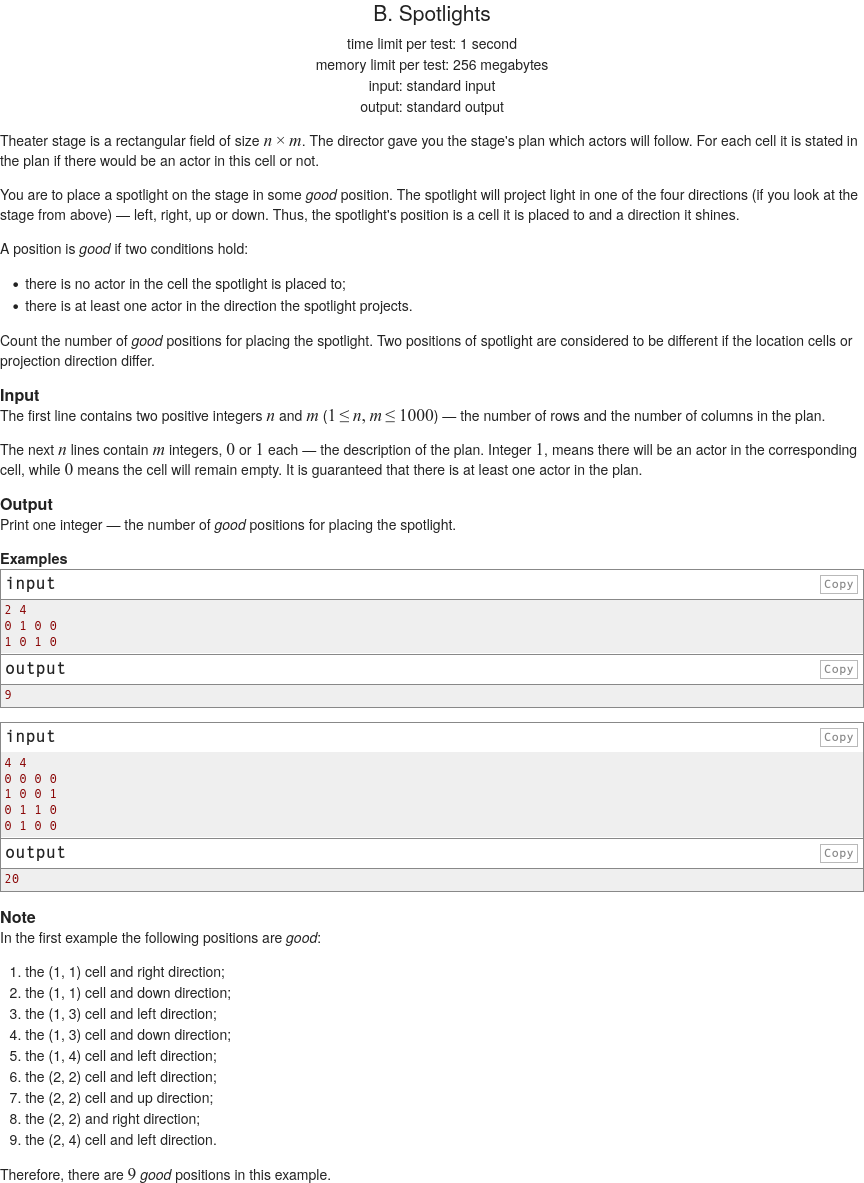 B. Spotlights
time limit per test: 1 second
memory limit per test: 256 megabytes
input: standard input
output: standard output
Theater stage is a rectangular field of size n × m. The director gave you the stage's plan which actors will follow. For each cell it is stated in
the plan if there would be an actor in this cell or not.
You are to place a spotlight on the stage in some good position. The spotlight will project light in one of the four directions (if you look at the
stage from above) — left, right, up or down. Thus, the spotlight's position is a cell it is placed to and a direction it shines.
A position is good if two conditions hold:
• there is no actor in the cell the spotlight is placed to;
• there is at least one actor in the direction the spotlight projects.
Count the number of good positions for placing the spotlight. Two positions of spotlight are considered to be different if the location cells or
projection direction differ.
Input
The first line contains two positive integers n and m (1 ≤ n, m ≤ 1000) — the number of rows and the number of columns in the plan.
The next n lines contain m integers, 0 or 1 each — the description of the plan. Integer 1, means there will be an actor in the corresponding
cell, while 0 means the cell will remain empty. It is guaranteed that there is at least one actor in the plan.
Output
Print one integer — the number of good positions for placing the spotlight.
Examples
input Copy
2 4
0 1 0 0
1 0 1 0
output Copy
9
input Copy
4 4
0 0 0 0
1 0 0 1
0 1 1 0
0 1 0 0
output Copy
20
Note
In the first example the following positions are good:
1. the (1, 1) cell and right direction;
2. the (1, 1) cell and down direction;
3. the (1, 3) cell and left direction;
4. the (1, 3) cell and down direction;
5. the (1, 4) cell and left direction;
6. the (2, 2) cell and left direction;
7. the (2, 2) cell and up direction;
8. the (2, 2) and right direction;
9. the (2, 4) cell and left direction.
Therefore, there are 9 good positions in this example.